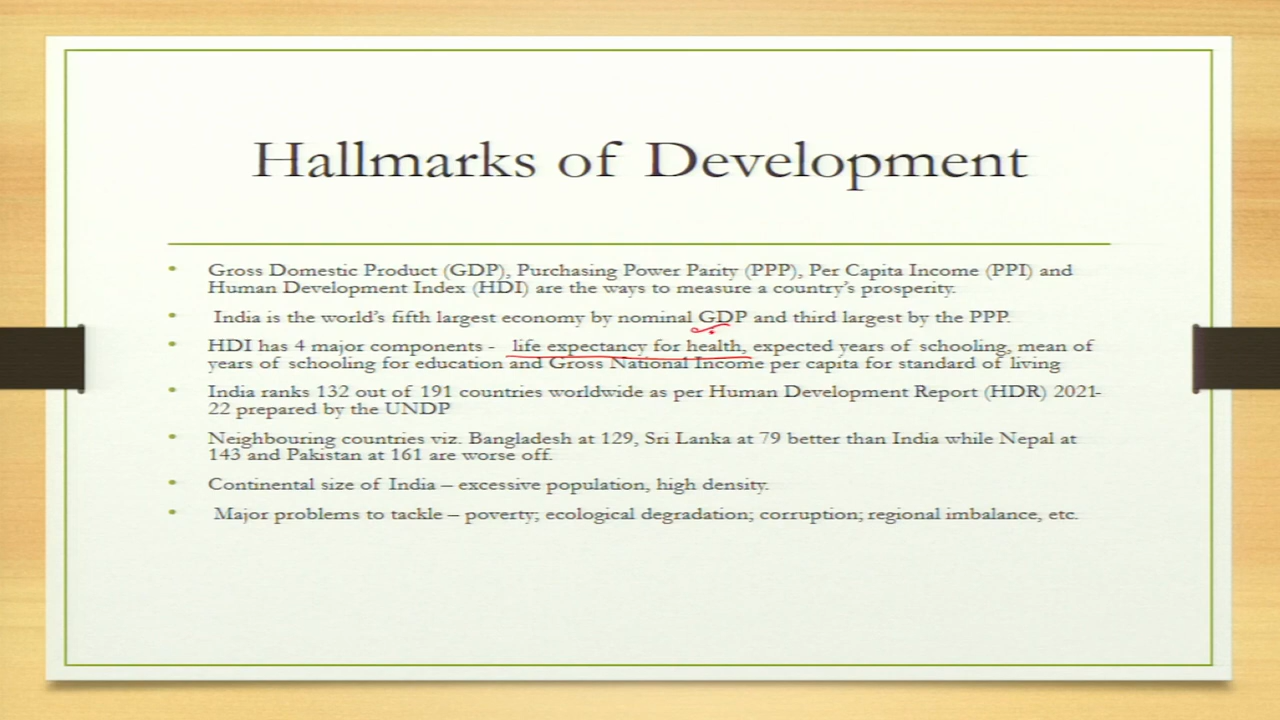 Hallmarks of Development
• Gross Domestic Product (GDP), Purchasing Power Parity (PPP), Per Capita Income (PPI) and
Human Development Index (HDI) are the ways to measure a country's prosperity.
• India is the world's fifth largest economy by nominal GDP and third largest by the PPP.
• HDI has 4 major components - life expectancy for health, expected years of schooling, mean of
years of schooling for education and Gross National Income per capita for standard of living
• India ranks 132 out of 191 countries worldwide as per Human Development Report (HDR) 2021-
22 prepared by the UNDP
• Neighbouring countries viz. Bangladesh at 129, Sri Lanka at 79 better than India while Nepal at
143 and Pakistan at 161 are worse off.
• Continental size of India – excessive population, high density.
• Major problems to tackle – poverty; ecological degradation; corruption; regional imbalance, etc.